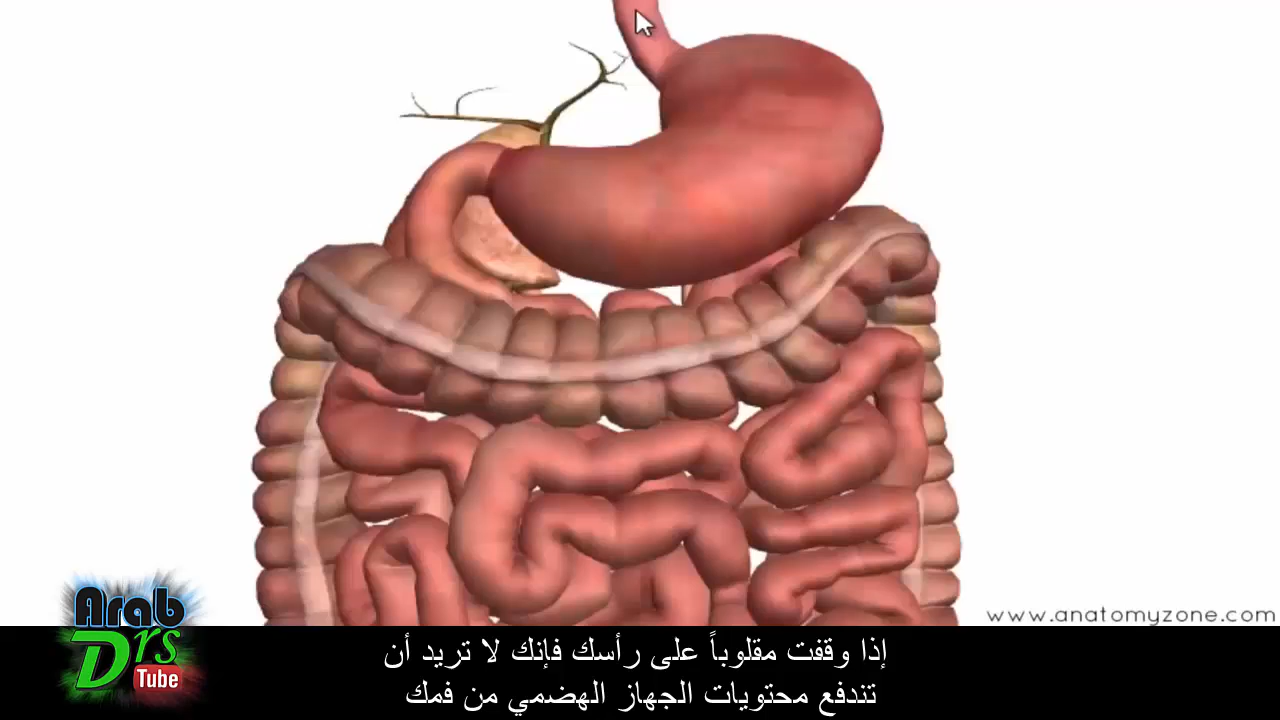 www.anatomyzone.com
Arab
Drs
Tube
إذا وقفت مقلوباً على رأسك فإنك لا تريد أن
تندفع محتويات الجهاز الهضمي من فمك